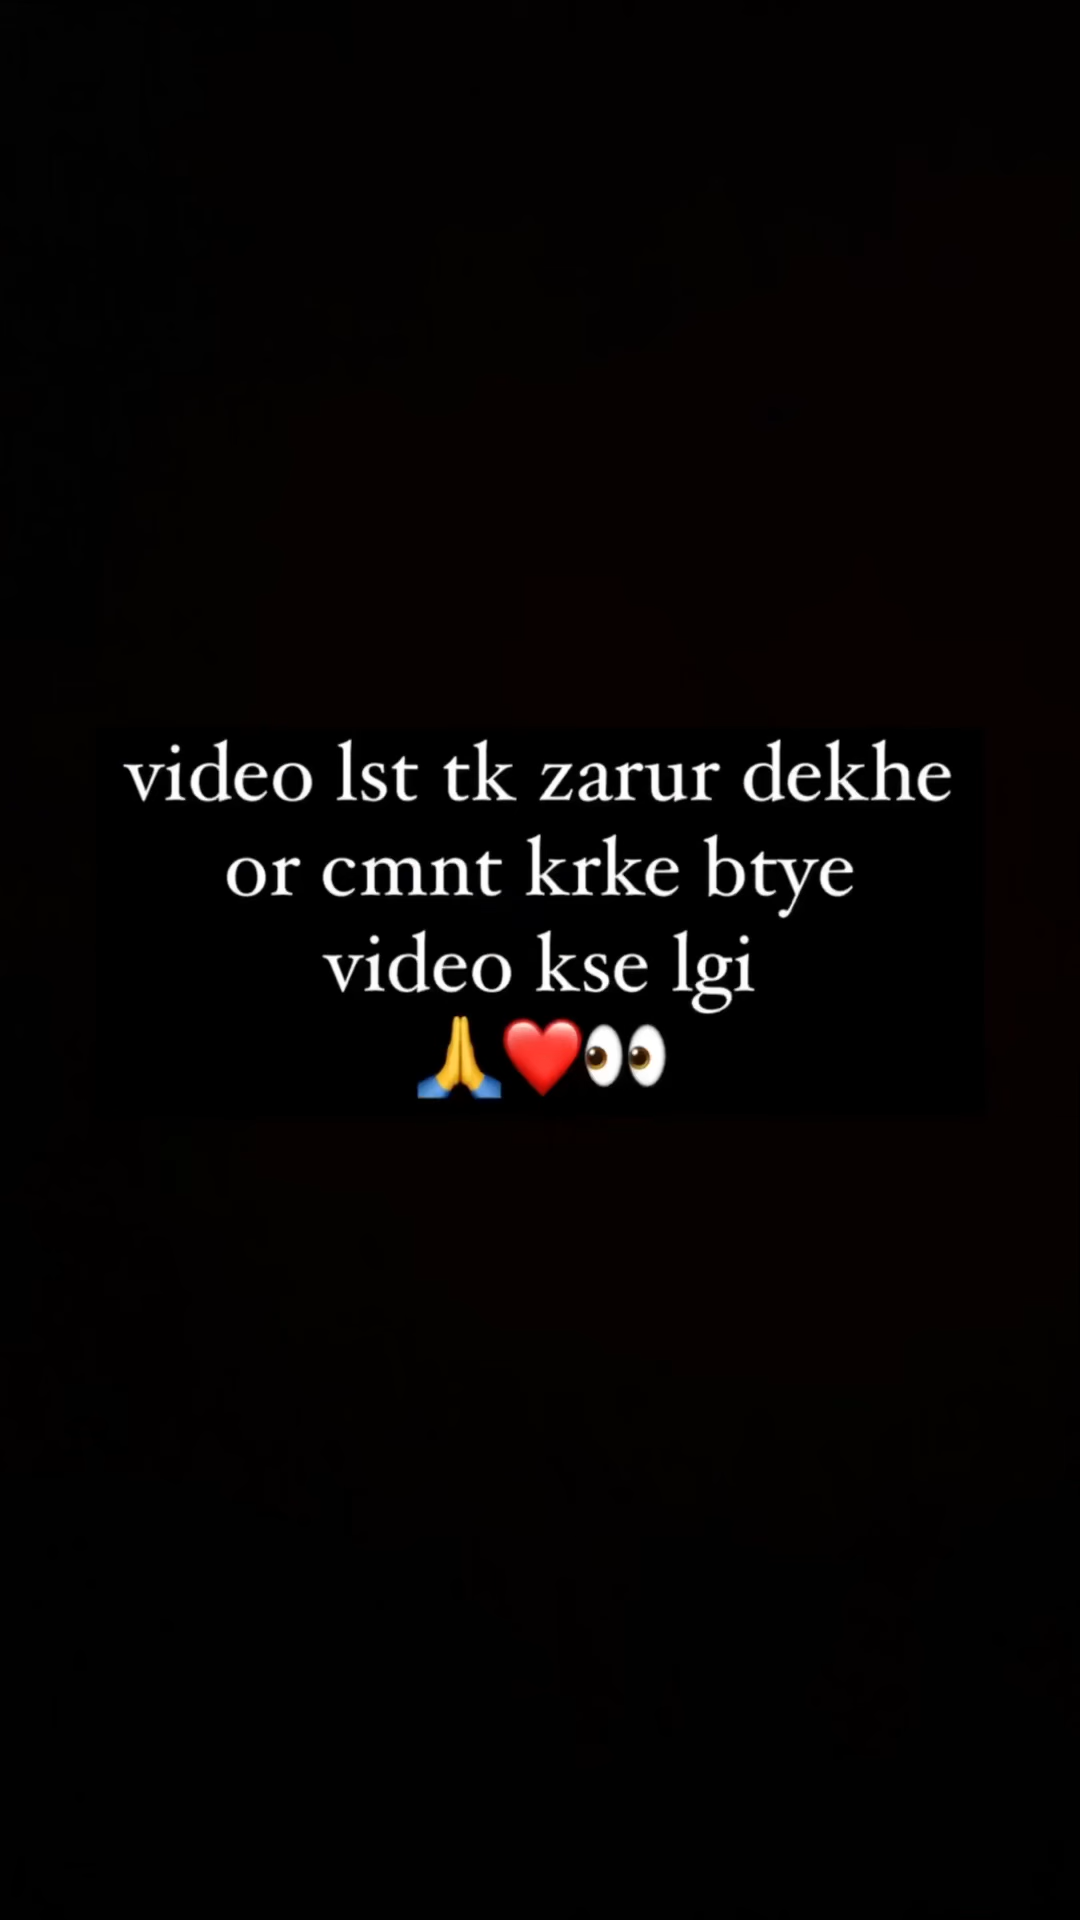 video lst tk zarur dekhe
or cmnt krke btye
video kse lgi
🙏❤️👀